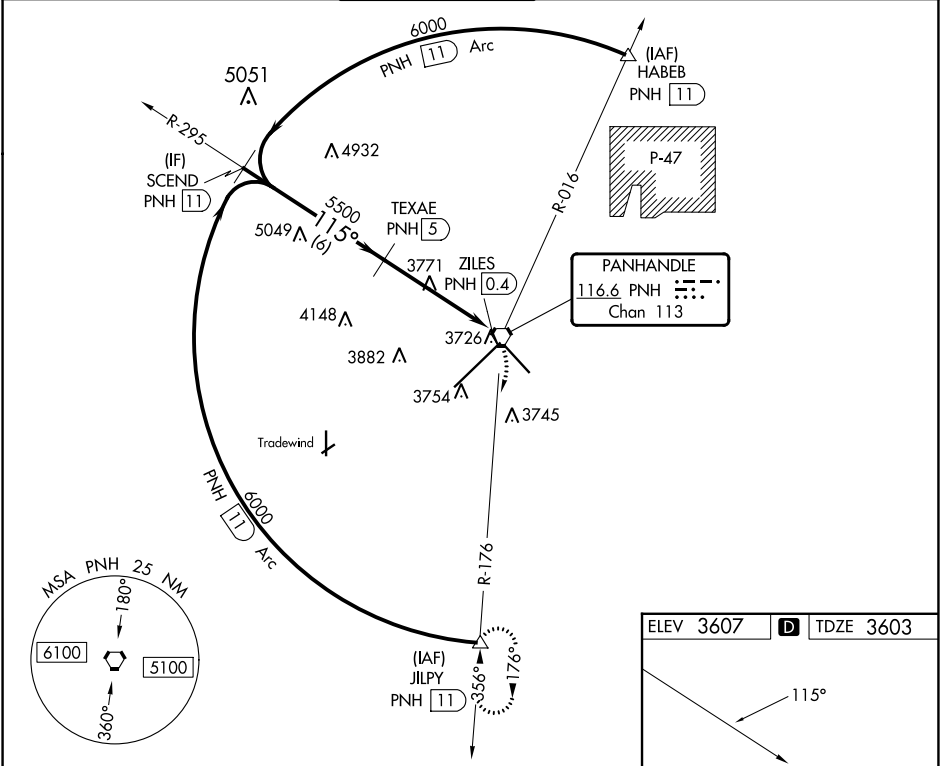 6000
PNH 11 Arc
(IAF)
HABEB
PNH 11
5051
R-295
4932
P-47
(IF)
SCEND
PNH 11
R-016
5500
115°
TEXAE
PNH 5
5049 (6)
3771
ZILES
PNH 0.4
PANHANDLE
116.6 PNH
Chan 113
4148
3726
3882
3754
3745
Tradewind
6000
PNH 11 Arc
R-176
MSA PNH 25 NM
180°
6100
5100
360°
(IAF)
JILPY
PNH 11
356°
176°
ELEV 3607 D TDZE 3603
115°